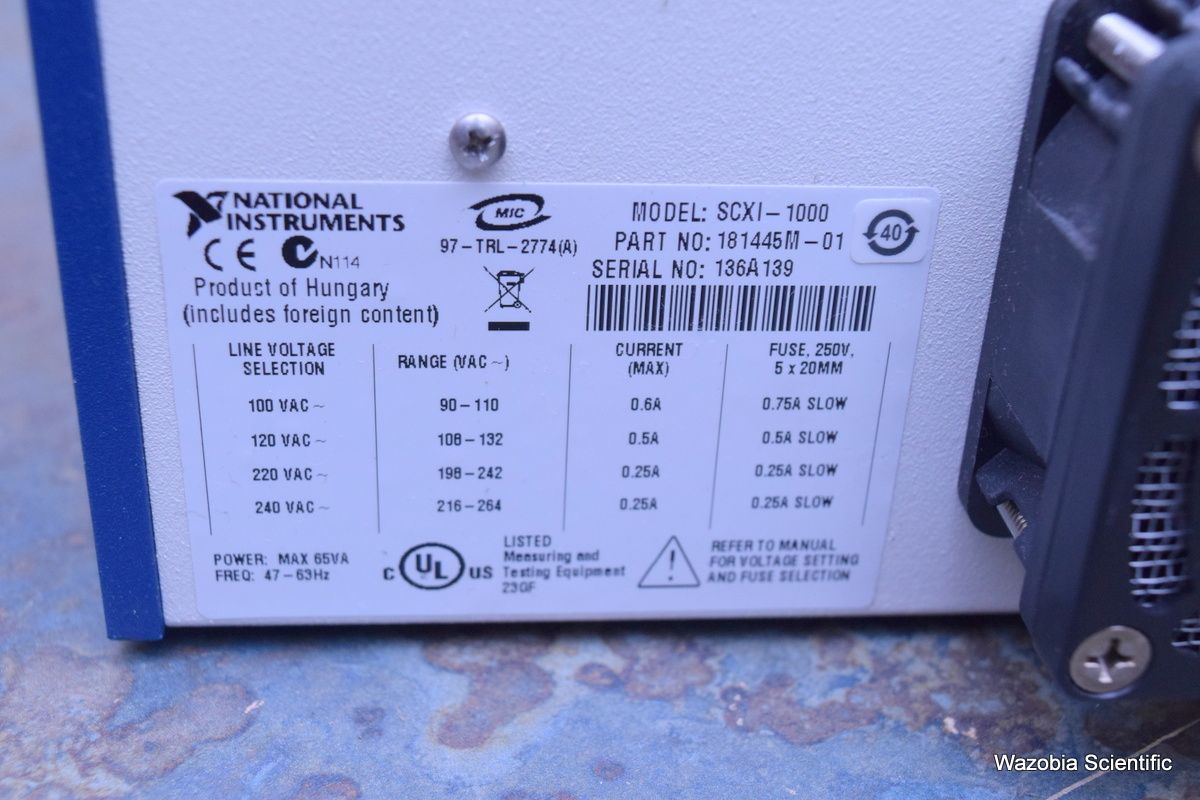 NATIONAL
INSTRUMENTS
CE
N114
Product of Hungary
(includes foreign content)
MIC
97-TRL-2774(A)
MODEL: SCXI-1000
PART NO: 181445M-01
SERIAL NO: 136A139
40
LINE VOLTAGE SELECTION RANGE (VAC~) CURRENT (MAX) FUSE, 250V, 5 x 20MM
100 VAC~ 90-110 0.6A 0.75A SLOW
120 VAC~ 108-132 0.5A 0.5A SLOW
220 VAC~ 198-242 0.25A 0.25A SLOW
240 VAC~ 216-264 0.25A 0.25A SLOW
POWER: MAX 65VA
FREQ: 47-63Hz
C UL US
LISTED
Measuring and
Testing Equipment
23GF
REFER TO MANUAL
FOR VOLTAGE SETTING
AND FUSE SELECTION
Wazobia Scientific